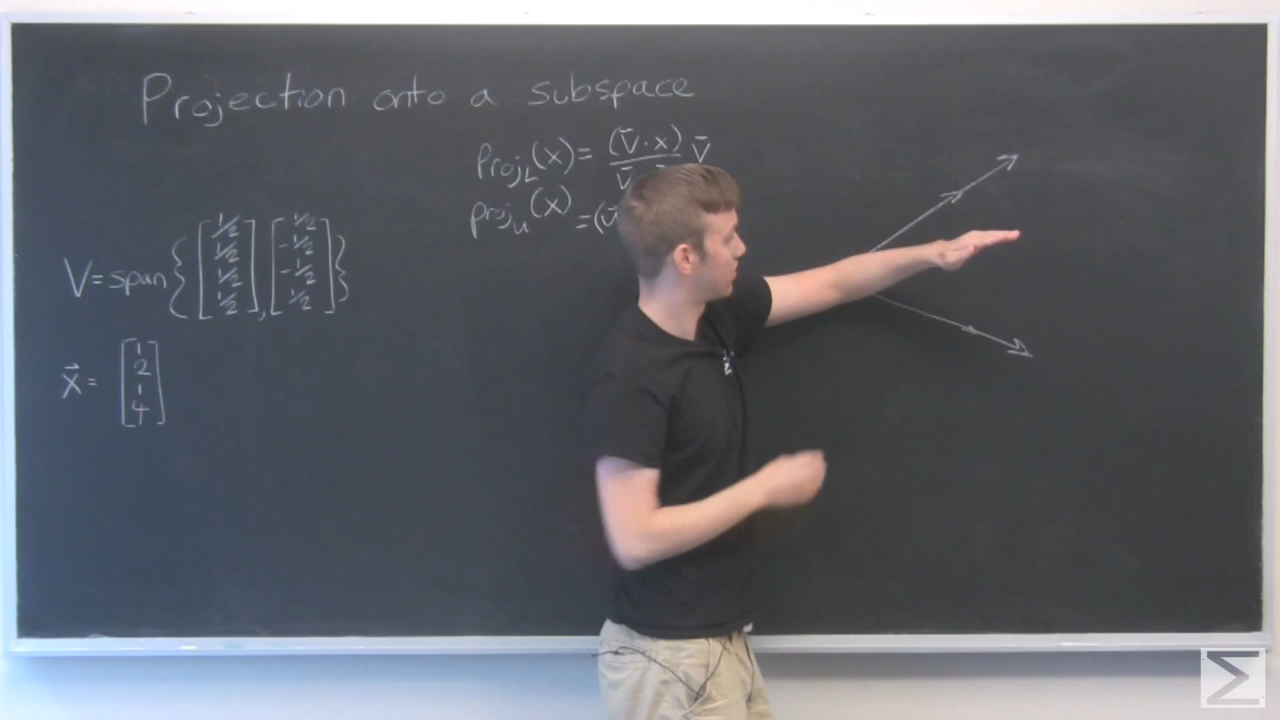 Projection onto a subspace
Proj_L(x) = (v̄·x) v̄
v̄
proj_u(x) = (v̄
V = span { [1/2 1/2 1/2 1/2], [1/2 -1/2 -1/2 1/2] }
x⃗ = [1 2 1 4]
Σ